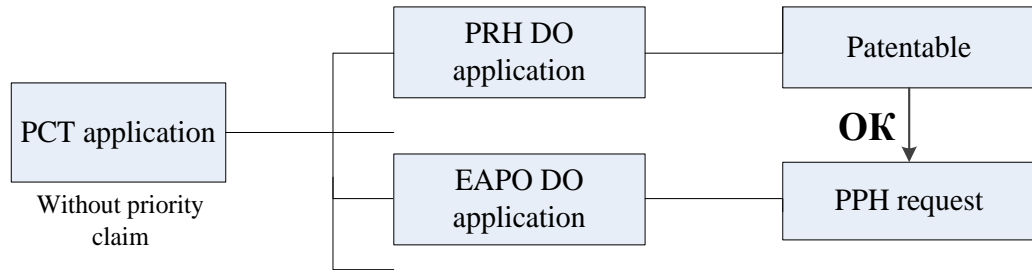 PRH DO
application
Patentable
PCT application
OK
Without priority
claim
EAPO DO
application
PPH request